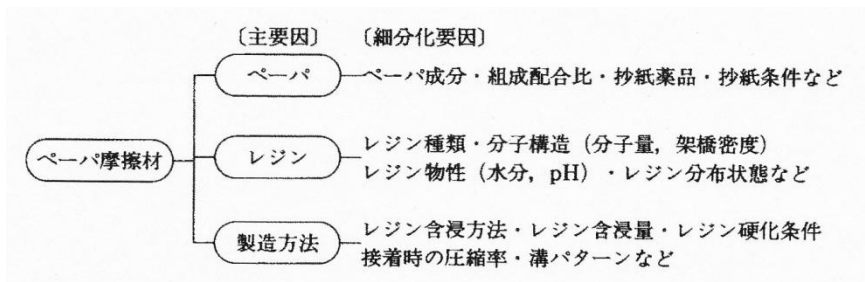 〔主要因〕 〔細分化要因〕
ペーパ ペーパ成分・組成配合比・抄紙薬品・抄紙条件など
ペーパ摩擦材 レジン レジン種類・分子構造(分子量,架橋密度)
レジン物性(水分,pH)・レジン分布状態など
製造方法 レジン含浸方法・レジン含浸量・レジン硬化条件
接着時の圧縮率・溝パターンなど